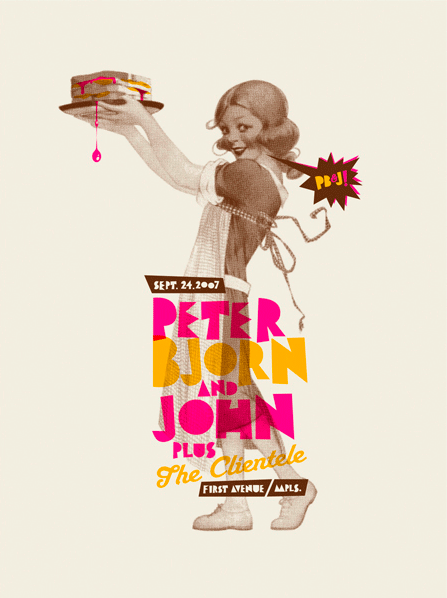 PB&J!
SEPT. 24.2007
PETER
BJORN
AND
JOHN
PLUS
The Clientele
FIRST AVENUE/MPLS.